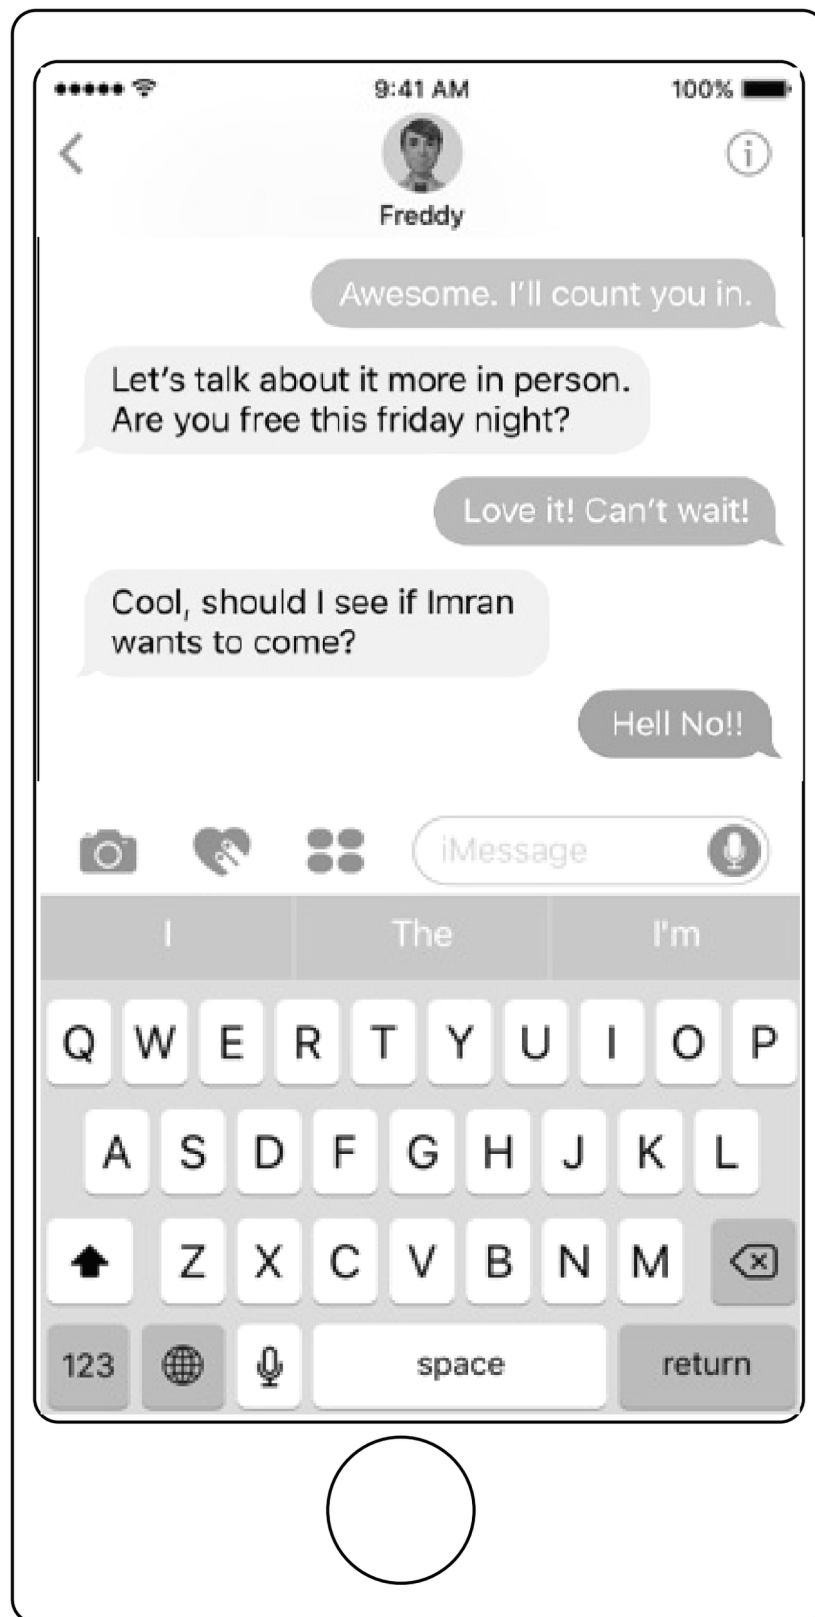 9:41 AM 100%
Freddy
Awesome. I'll count you in.
Let's talk about it more in person.
Are you free this friday night?
Love it! Can't wait!
Cool, should I see if Imran
wants to come?
Hell No!!
iMessage
I The I'm
Q W E R T Y U I O P
A S D F G H J K L
Z X C V B N M
123 space return